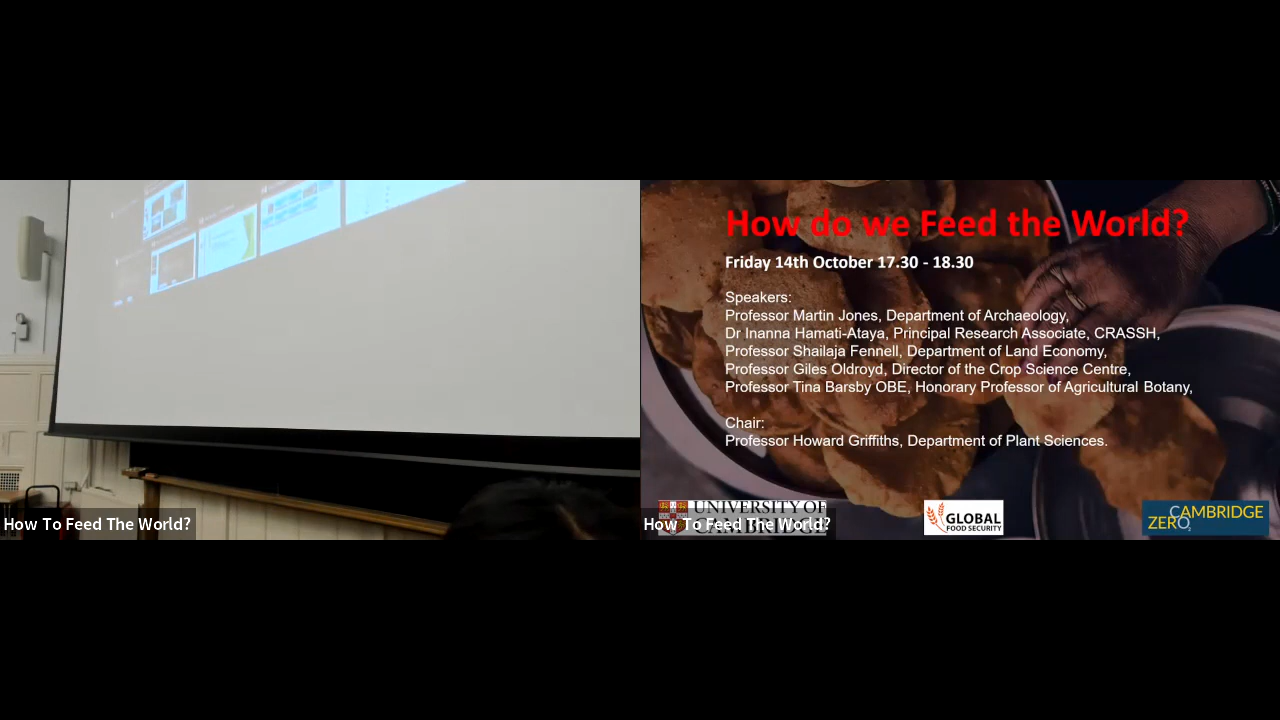 How do we Feed the World?
Friday 14th October 17.30 - 18.30
Speakers:
Professor Martin Jones, Department of Archaeology,
Dr Inanna Hamati-Ataya, Principal Research Associate, CRASSH,
Professor Shailaja Fennell, Department of Land Economy,
Professor Giles Oldroyd, Director of the Crop Science Centre,
Professor Tina Barsby OBE, Honorary Professor of Agricultural Botany,
Chair:
Professor Howard Griffiths, Department of Plant Sciences.
UNIVERSITY OF
CAMBRIDGE
GLOBAL
FOOD SECURITY
CAMBRIDGE
ZERO
How To Feed The World?
How To Feed The World?